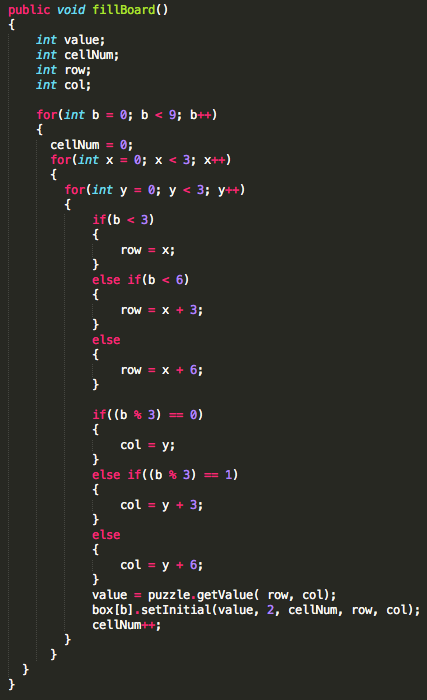 public void fillBoard()
{
    int value;
    int cellNum;
    int row;
    int col;

    for(int b = 0; b < 9; b++)
    {
      cellNum = 0;
      for(int x = 0; x < 3; x++)
      {
        for(int y = 0; y < 3; y++)
        {
            if(b < 3)
            {
                row = x;
            }
            else if(b < 6)
            {
                row = x + 3;
            }
            else
            {
                row = x + 6;
            }

            if((b % 3) == 0)
            {
                col = y;
            }
            else if((b % 3) == 1)
            {
                col = y + 3;
            }
            else
            {
                col = y + 6;
            }
            value = puzzle.getValue( row, col);
            box[b].setInitial(value, 2, cellNum, row, col);
            cellNum++;
        }
      }
  }
}